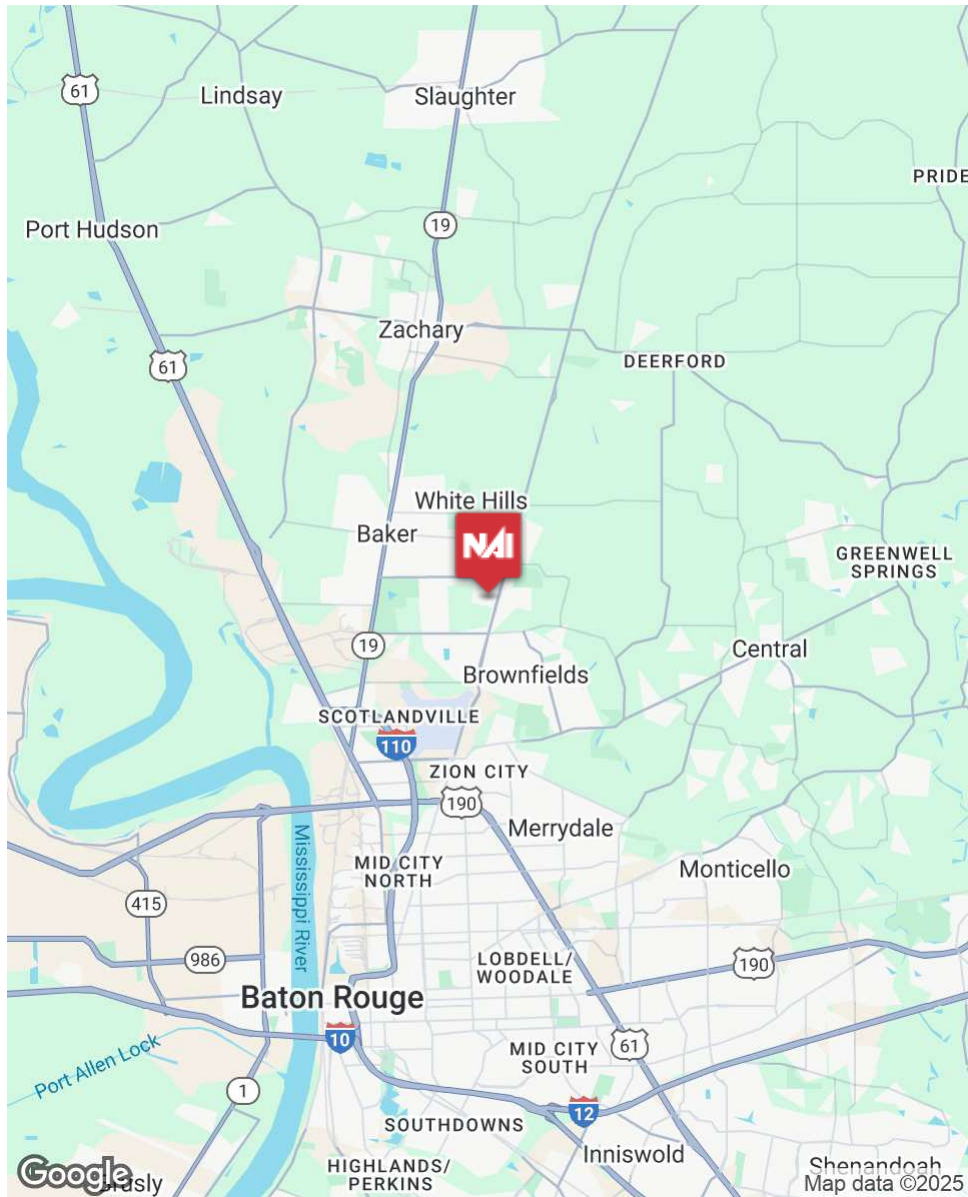 61
Lindsay
Slaughter
PRIDE
Port Hudson
19
Zachary
61
DEERFORD
White Hills
Baker
NAI
GREENWELL
SPRINGS
19
Central
Brownfields
SCOTLANDVILLE
110
ZION CITY
190
Merrydale
Mississippi River
MID CITY
NORTH
Monticello
415
LOBDELL/
WOODALE
190
986
Baton Rouge
10
MID CITY
SOUTH
61
Port Allen Lock
1
12
SOUTHDOWNS
Inniswold
HIGHLANDS/
PERKINS
Shenandoah
Google
Map data ©2025